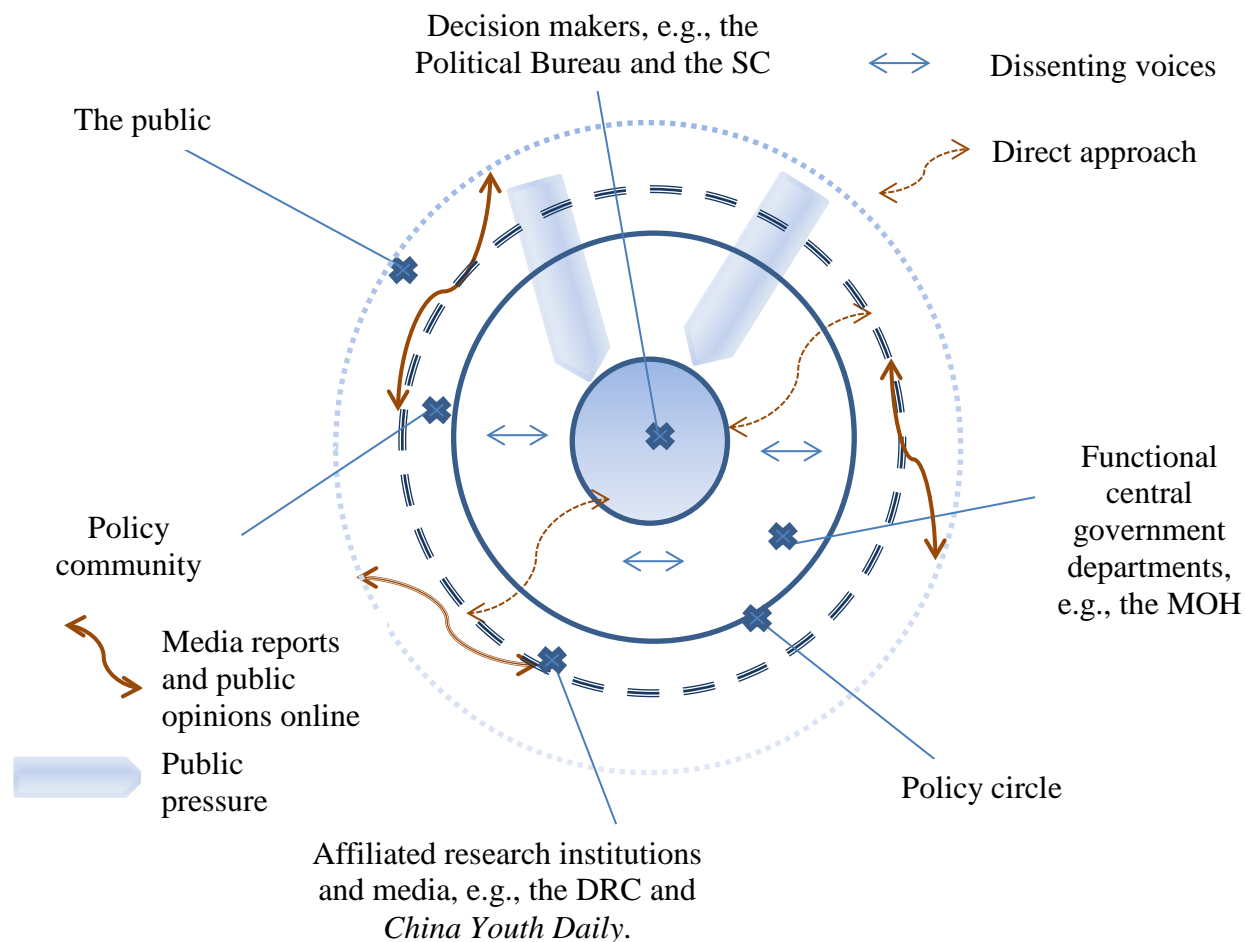 Decision makers, e.g., the
Political Bureau and the SC
Dissenting voices
The public
Direct approach
Functional
central
government
departments,
e.g., the MOH
Policy
community
Media reports
and public
opinions online
Public
pressure
Policy circle
Affiliated research institutions
and media, e.g., the DRC and
China Youth Daily.